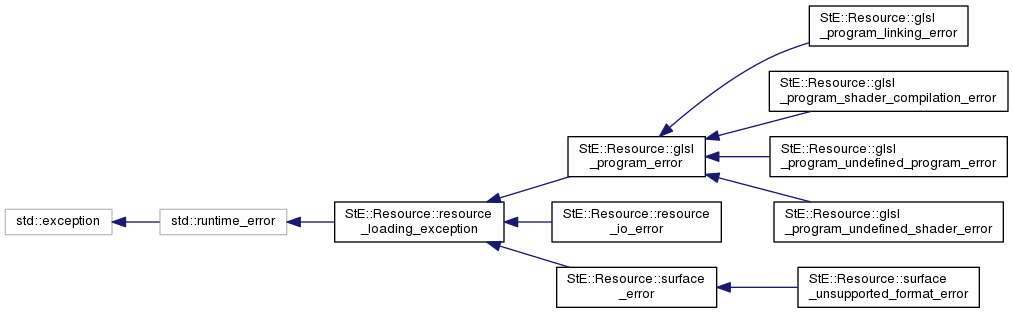 StE::Resource::glsl
_program_linking_error
StE::Resource::glsl
_program_shader_compilation_error
StE::Resource::glsl
_program_error
StE::Resource::glsl
_program_undefined_program_error
std::exception
std::runtime_error
StE::Resource::resource
_loading_exception
StE::Resource::resource
_io_error
StE::Resource::glsl
_program_undefined_shader_error
StE::Resource::surface
_error
StE::Resource::surface
_unsupported_format_error